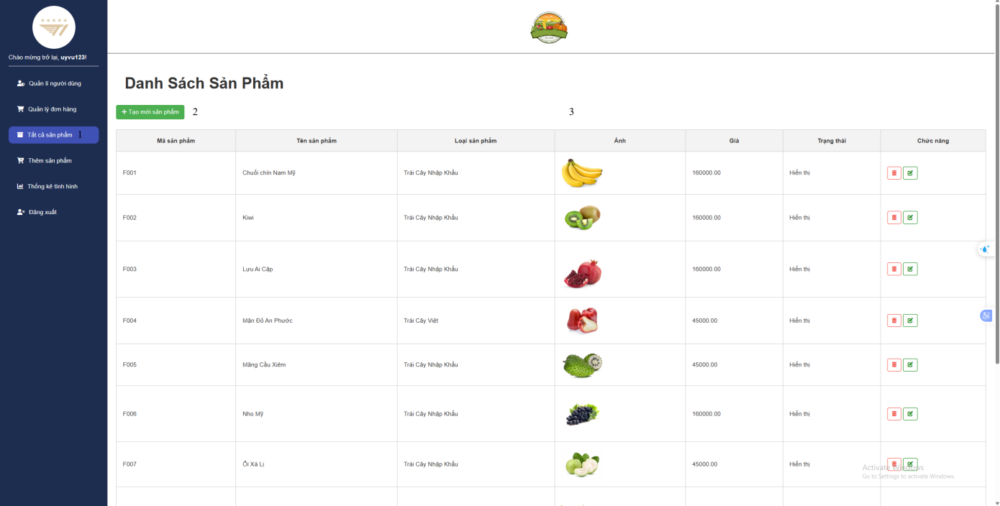 Chào mừng trở lại, uyvu123!
Quản lí người dùng
Quản lý đơn hàng
Tất cả sản phẩm 1
Thêm sản phẩm
Thống kê tình hình
Đăng xuất
Danh Sách Sản Phẩm
+ Tạo mới sản phẩm 2 3
Mã sản phẩm Tên sản phẩm Loại sản phẩm Ảnh Giá Trạng thái Chức năng
F001 Chuối chín Nam Mỹ Trái Cây Nhập Khẩu 160000.00 Hiển thị
F002 Kiwi Trái Cây Nhập Khẩu 160000.00 Hiển thị
F003 Lựu Ai Cập Trái Cây Nhập Khẩu 160000.00 Hiển thị
F004 Mận Đỏ An Phước Trái Cây Việt 45000.00 Hiển thị
F005 Mãng Cầu Xiêm Trái Cây Nhập Khẩu 45000.00 Hiển thị
F006 Nho Mỹ Trái Cây Nhập Khẩu 160000.00 Hiển thị
F007 Ổi Xá Lị Trái Cây Nhập Khẩu 45000.00 Hiển thị
Activate Windows
Go to Settings to activate Windows.